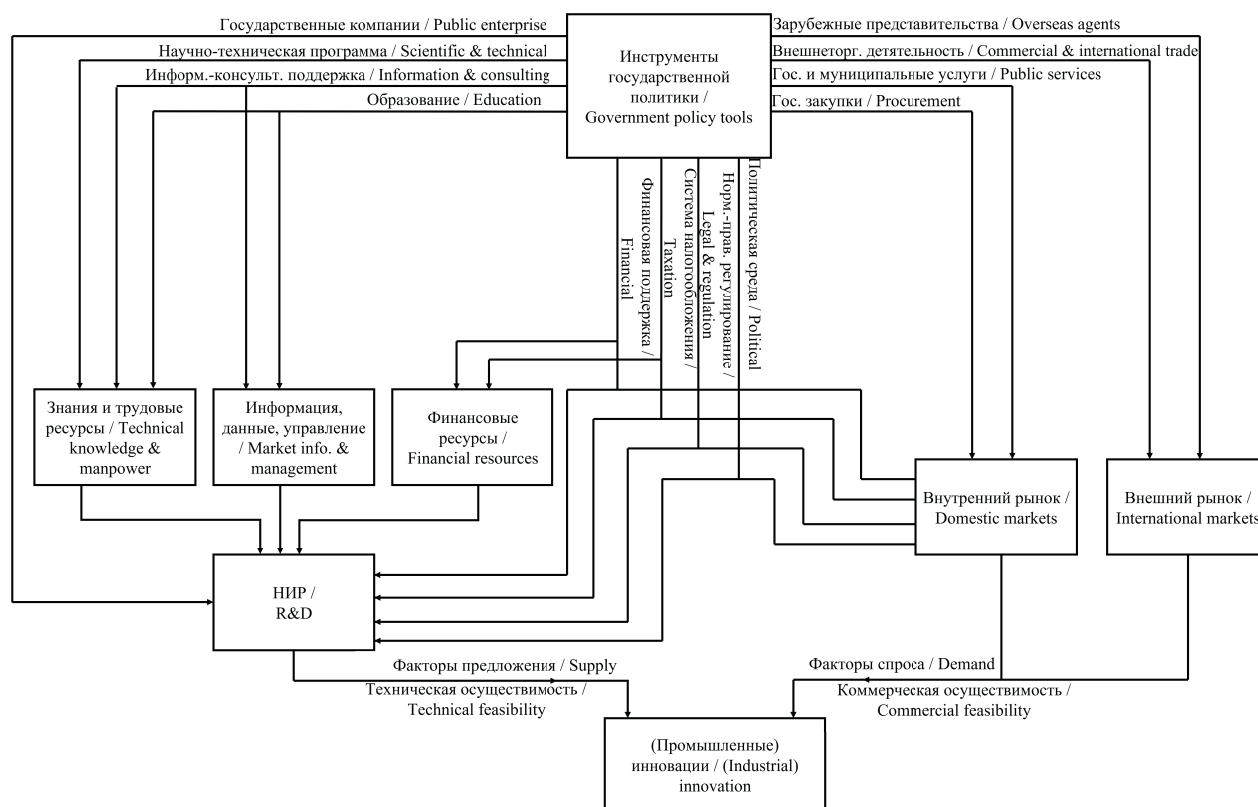 Государственные компании / Public enterprise
Научно-техническая программа / Scientific & technical
Информ.-консульт. поддержка / Information & consulting
Образование / Education
Инструменты
государственной
политики /
Government policy tools
Зарубежные представительства / Overseas agents
Внешнеторг. детятельность / Commercial & international trade
Гос. и муниципальные услуги / Public services
Гос. закупки / Procurement
Финансовая поддержка /
Financial
Система налогообложения /
Taxation
Норм.-прав. регулирование /
Legal & regulation
Политическая среда / Political
Знания и трудовые
ресурсы / Technical
knowledge &
manpower
Информация,
данные, управление
/ Market info. &
management
Финансовые
ресурсы /
Financial resources
Внутренний рынок /
Domestic markets
Внешний рынок /
International markets
НИР /
R&D
Факторы предложения / Supply
Техническая осуществимость /
Technical feasibility
Факторы спроса / Demand
Коммерческая осуществимость /
Commercial feasibility
(Промышленные)
инновации / (Industrial)
innovation